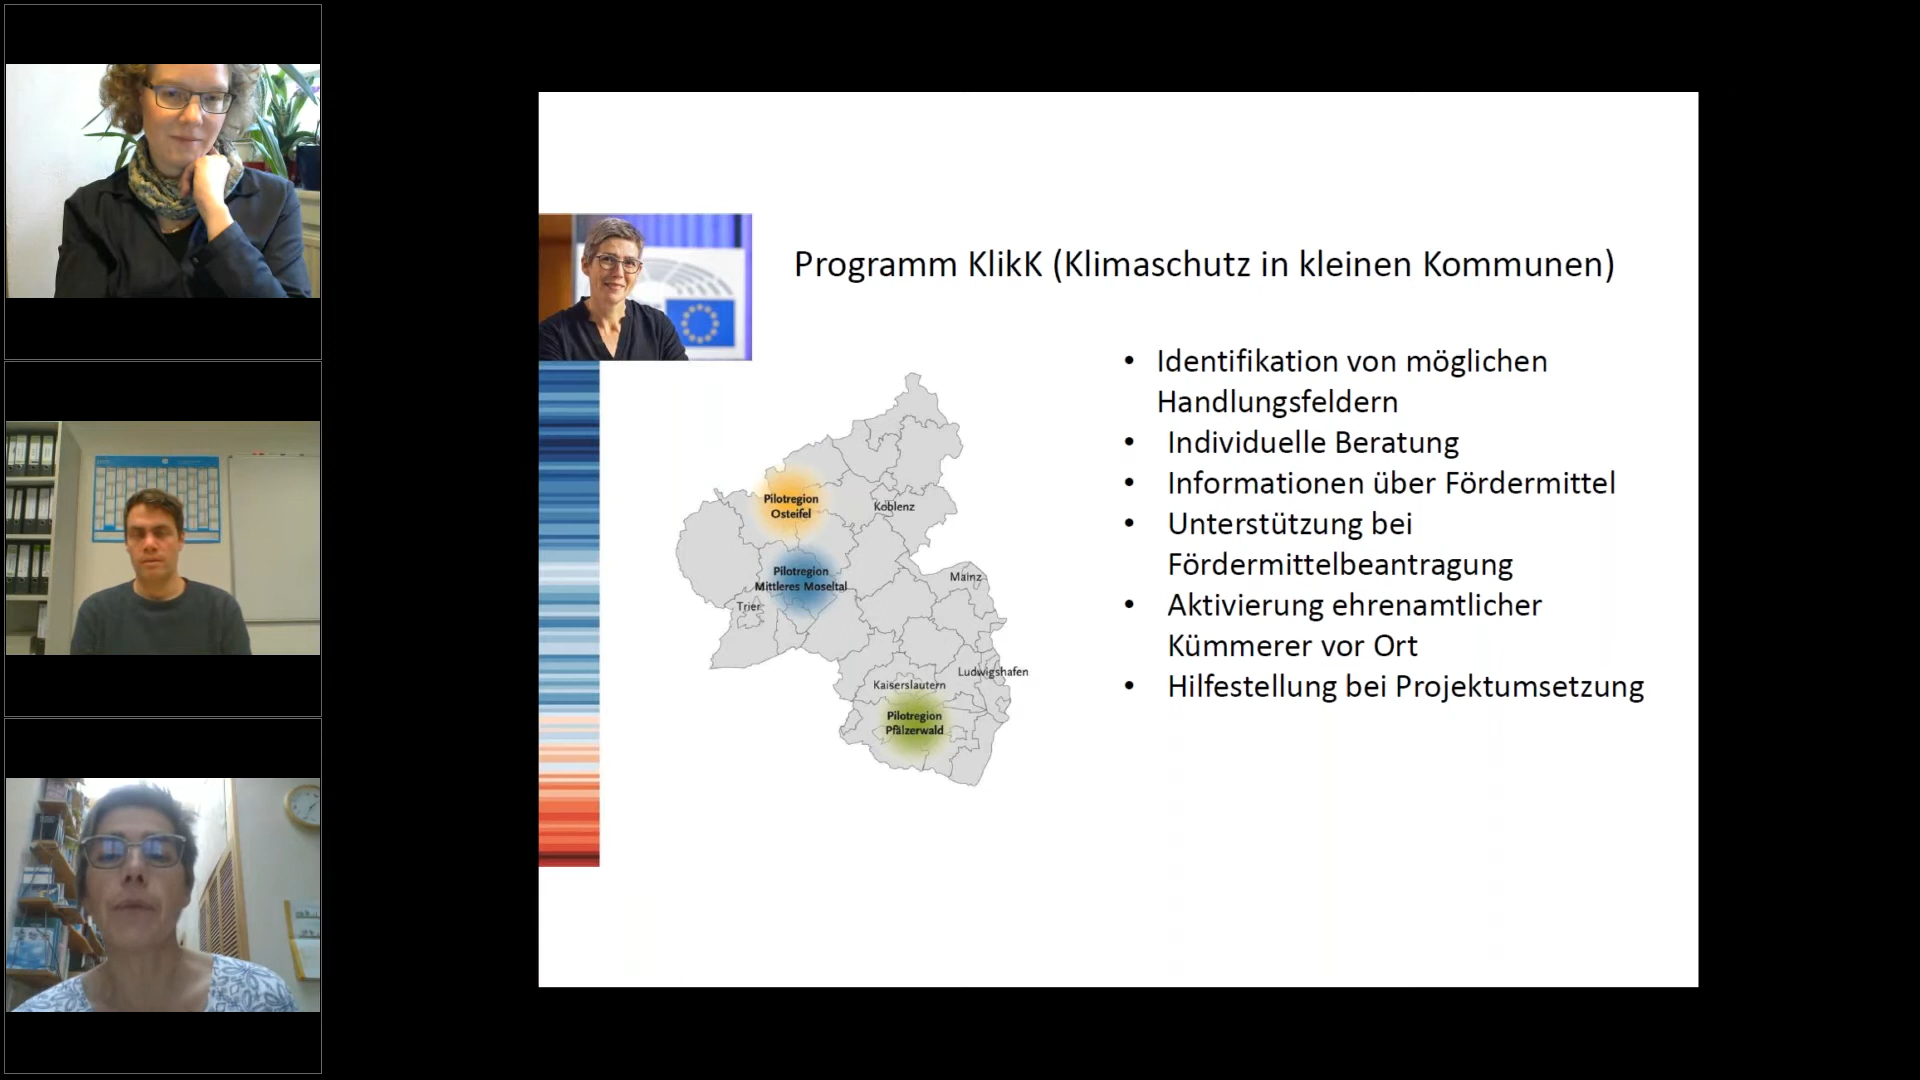 Programm KlikK (Klimaschutz in kleinen Kommunen)
Pilotregion
Osteifel
Koblenz
Pilotregion
Mittleres Moseltal
Mainz
Trier
Ludwigshafen
Kaiserslautern
Pilotregion
Pfälzerwald
• Identifikation von möglichen
Handlungsfeldern
• Individuelle Beratung
• Informationen über Fördermittel
• Unterstützung bei
Fördermittelbeantragung
• Aktivierung ehrenamtlicher
Kümmerer vor Ort
• Hilfestellung bei Projektumsetzung